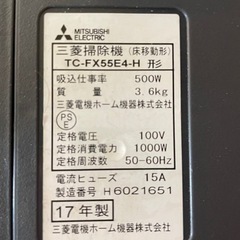 MITSUBISHI
ELECTRIC
三菱掃除機 (床移動形)
TC-FX55E4-H 形
吸込仕事率 500W
質量 3.6kg
三菱電機ホーム機器株式会社
PS
E
定格電圧 100V
定格消費電力 1000W
定格周波数 50-60Hz
電流ヒューズ 15A
製造番号 H6021651
17年製
三菱電機ホーム機器株式会社